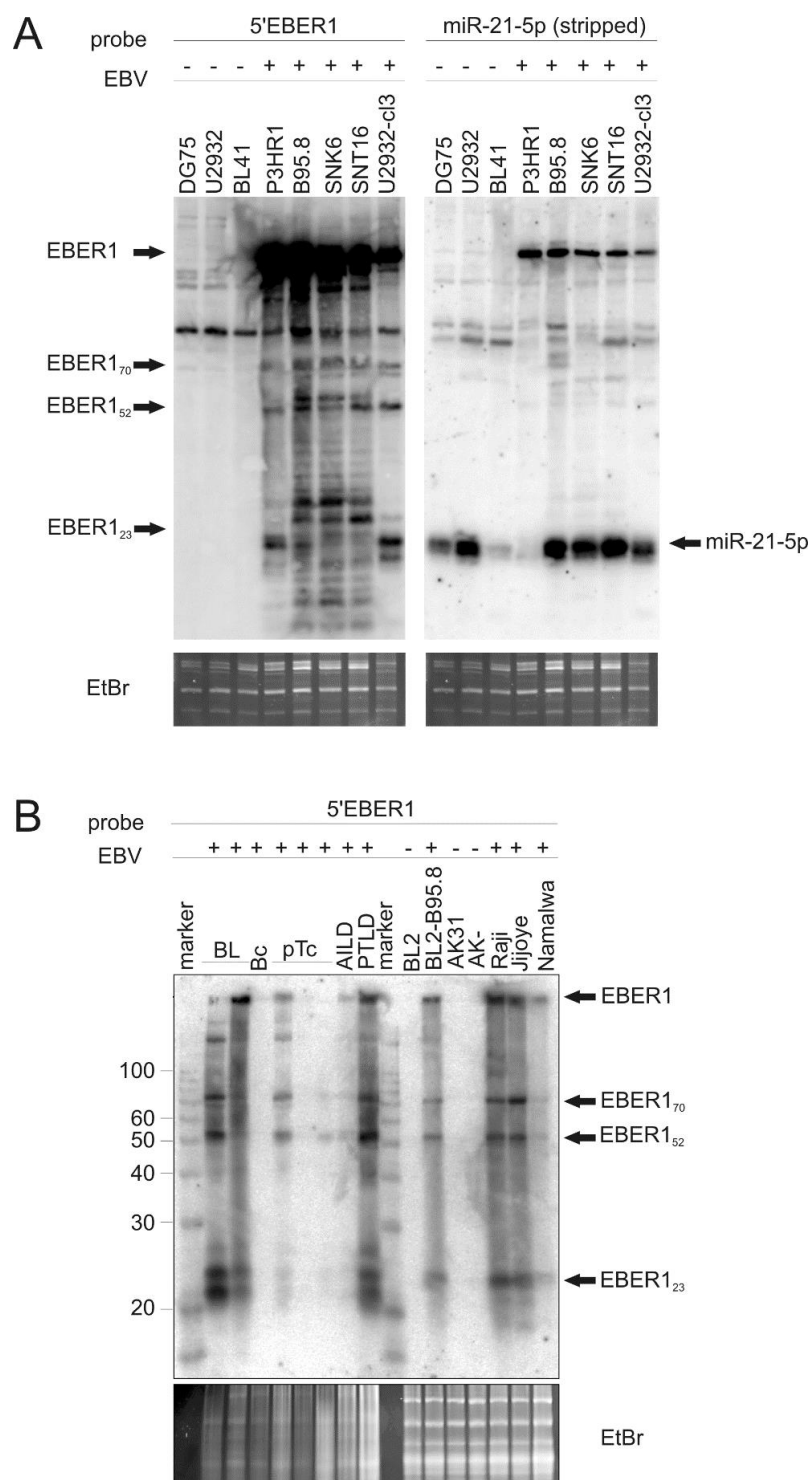 A
probe 5'EBER1 miR-21-5p (stripped)
EBV - - - + + + + + - - - + + + + +
DG75 U2932 BL41 P3HR1 B95.8 SNK6 SNT16 U2932-cl3 DG75 U2932 BL41 P3HR1 B95.8 SNK6 SNT16 U2932-cl3
EBER1
EBER1₇₀
EBER1₅₂
EBER1₂₃
miR-21-5p
EtBr
B
5'EBER1
probe
EBV + + + + + + + + - + - - + + +
marker BL Bc pTc AILD PTLD marker BL2 BL2-B95.8 AK31 AK- Raji Jijoye Namalwa
EBER1
100
EBER1₇₀
60
50 EBER1₅₂
40
30
EBER1₂₃
20
EtBr